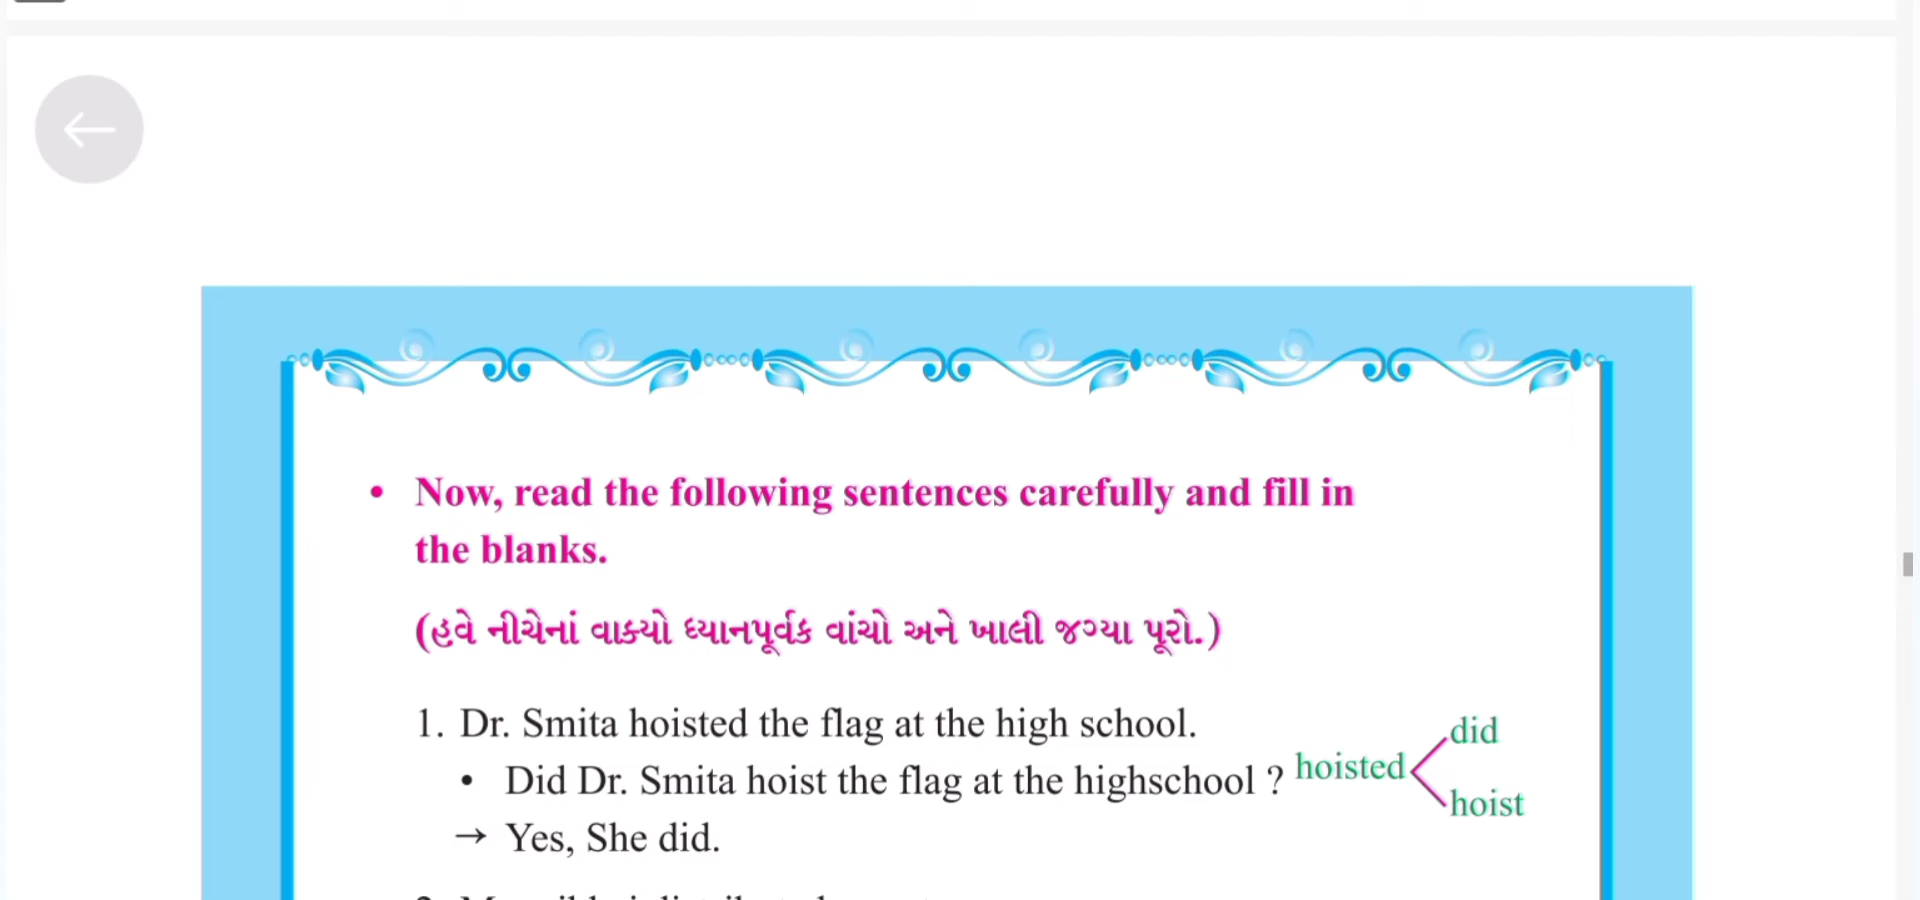 • Now, read the following sentences carefully and fill in
the blanks.
(હવે નીચેનાં વાક્યો ધ્યાનપૂર્વક વાંચો અને ખાલી જગ્યા પૂરો.)
1. Dr. Smita hoisted the flag at the high school.
• Did Dr. Smita hoist the flag at the highschool ?
hoisted
did
hoist
→ Yes, She did.